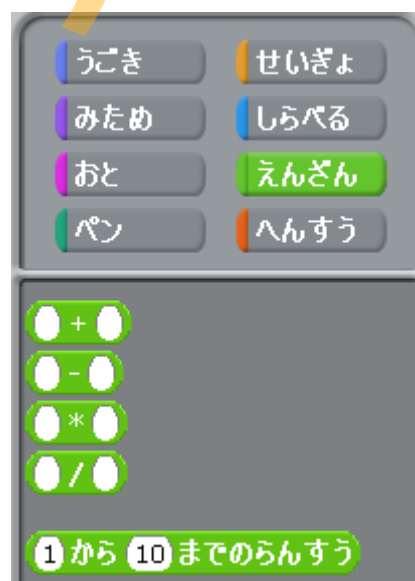 うごき せいぎょ
みため しらべる
おと えんざん
ペン へんすう
+
-
*
/
1 から 10 までのらんすう